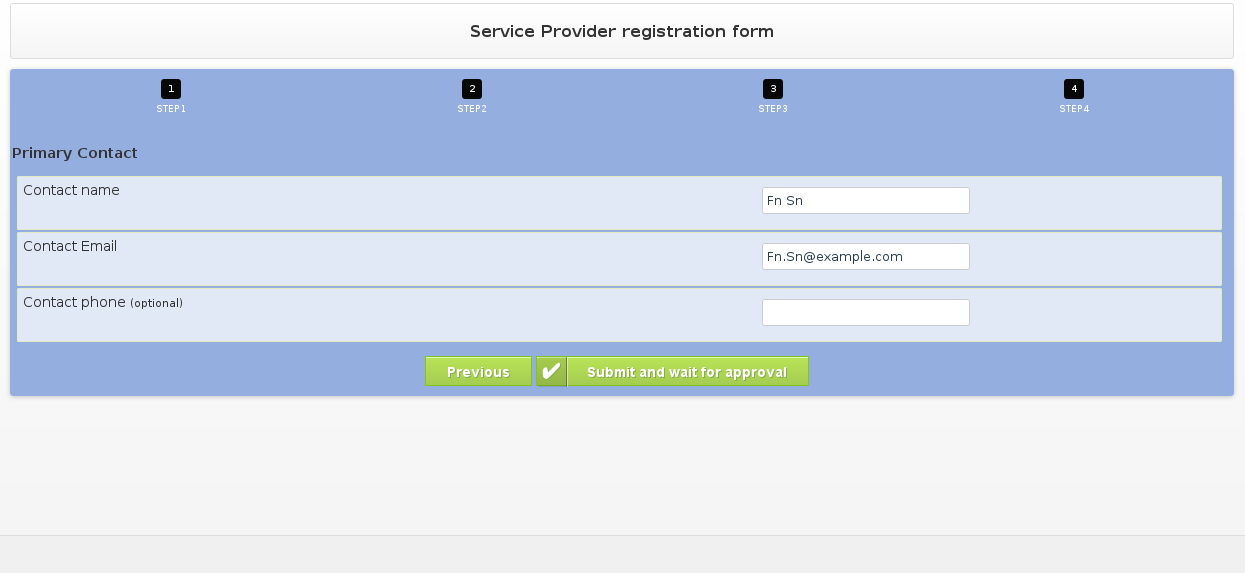 Service Provider registration form
1 2 3 4
STEP1 STEP2 STEP3 STEP4
Primary Contact
Contact name Fn Sn
Contact Email Fn.Sn@example.com
Contact phone (optional)
Previous ✔ Submit and wait for approval